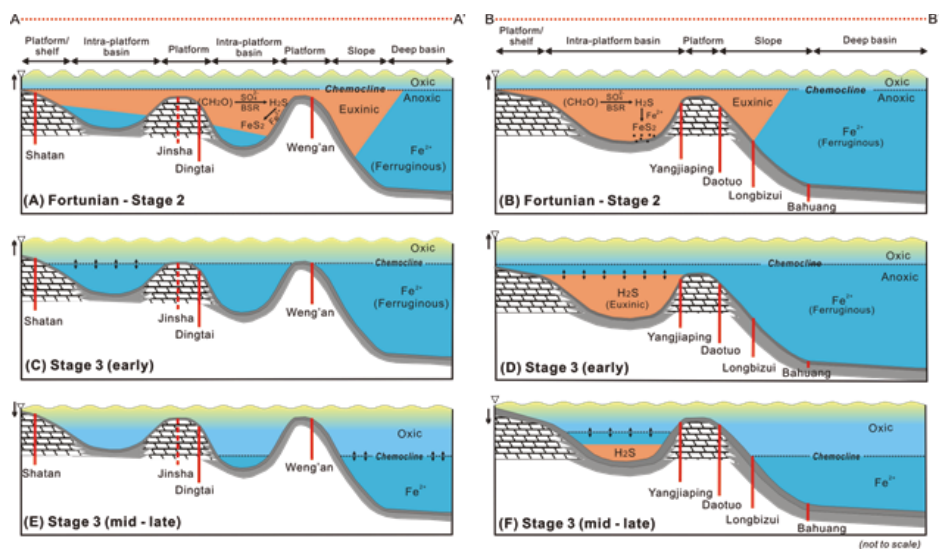 A A' B B'
Platform/ shelf Intra-platform basin Platform Intra-platform basin Platform Slope Deep basin
Platform/ shelf Intra-platform basin Platform Slope Deep basin
Oxic
Chemocline
Anoxic
(CH2O) SO4²⁻ BSR H2S
Fe²⁺
FeS2
Euxinic
Fe²⁺
(Ferruginous)
Shatan
Jinsha
Dingtai
Weng'an
(A) Fortunian - Stage 2
Oxic
Chemocline
Anoxic
(CH2O) SO4²⁻ BSR H2S
Fe²⁺
FeS2
Euxinic
Fe²⁺
(Ferruginous)
Yangjiaping
Daotuo
Longbizui
Bahuang
(B) Fortunian - Stage 2
Oxic
Chemocline
Fe²⁺
(Ferruginous)
Shatan
Jinsha
Dingtai
Weng'an
(C) Stage 3 (early)
Oxic
Chemocline
Anoxic
H2S
(Euxinic)
Fe²⁺
(Ferruginous)
Yangjiaping
Daotuo
Longbizui
Bahuang
(D) Stage 3 (early)
Oxic
Chemocline
Fe²⁺
Shatan
Jinsha
Dingtai
Weng'an
(E) Stage 3 (mid - late)
Oxic
Chemocline
H2S
Fe²⁺
Yangjiaping
Daotuo
Longbizui
Bahuang
(F) Stage 3 (mid - late)
(not to scale)